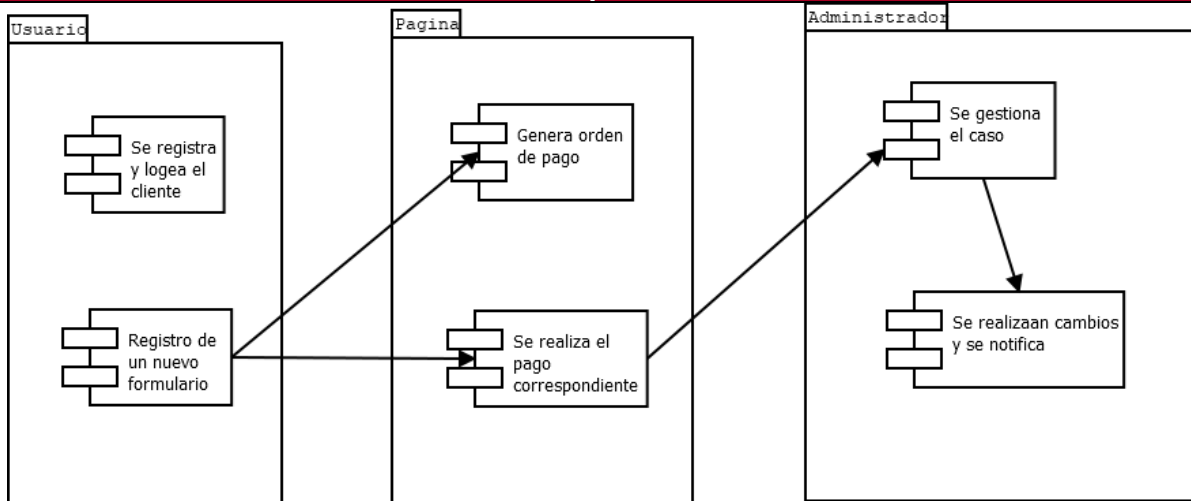 Usuario
Se registra
y logea el
cliente
Registro de
un nuevo
formulario
Pagina
Genera orden
de pago
Se realiza el
pago
correspondiente
Administrador
Se gestiona
el caso
Se realizaan cambios
y se notifica